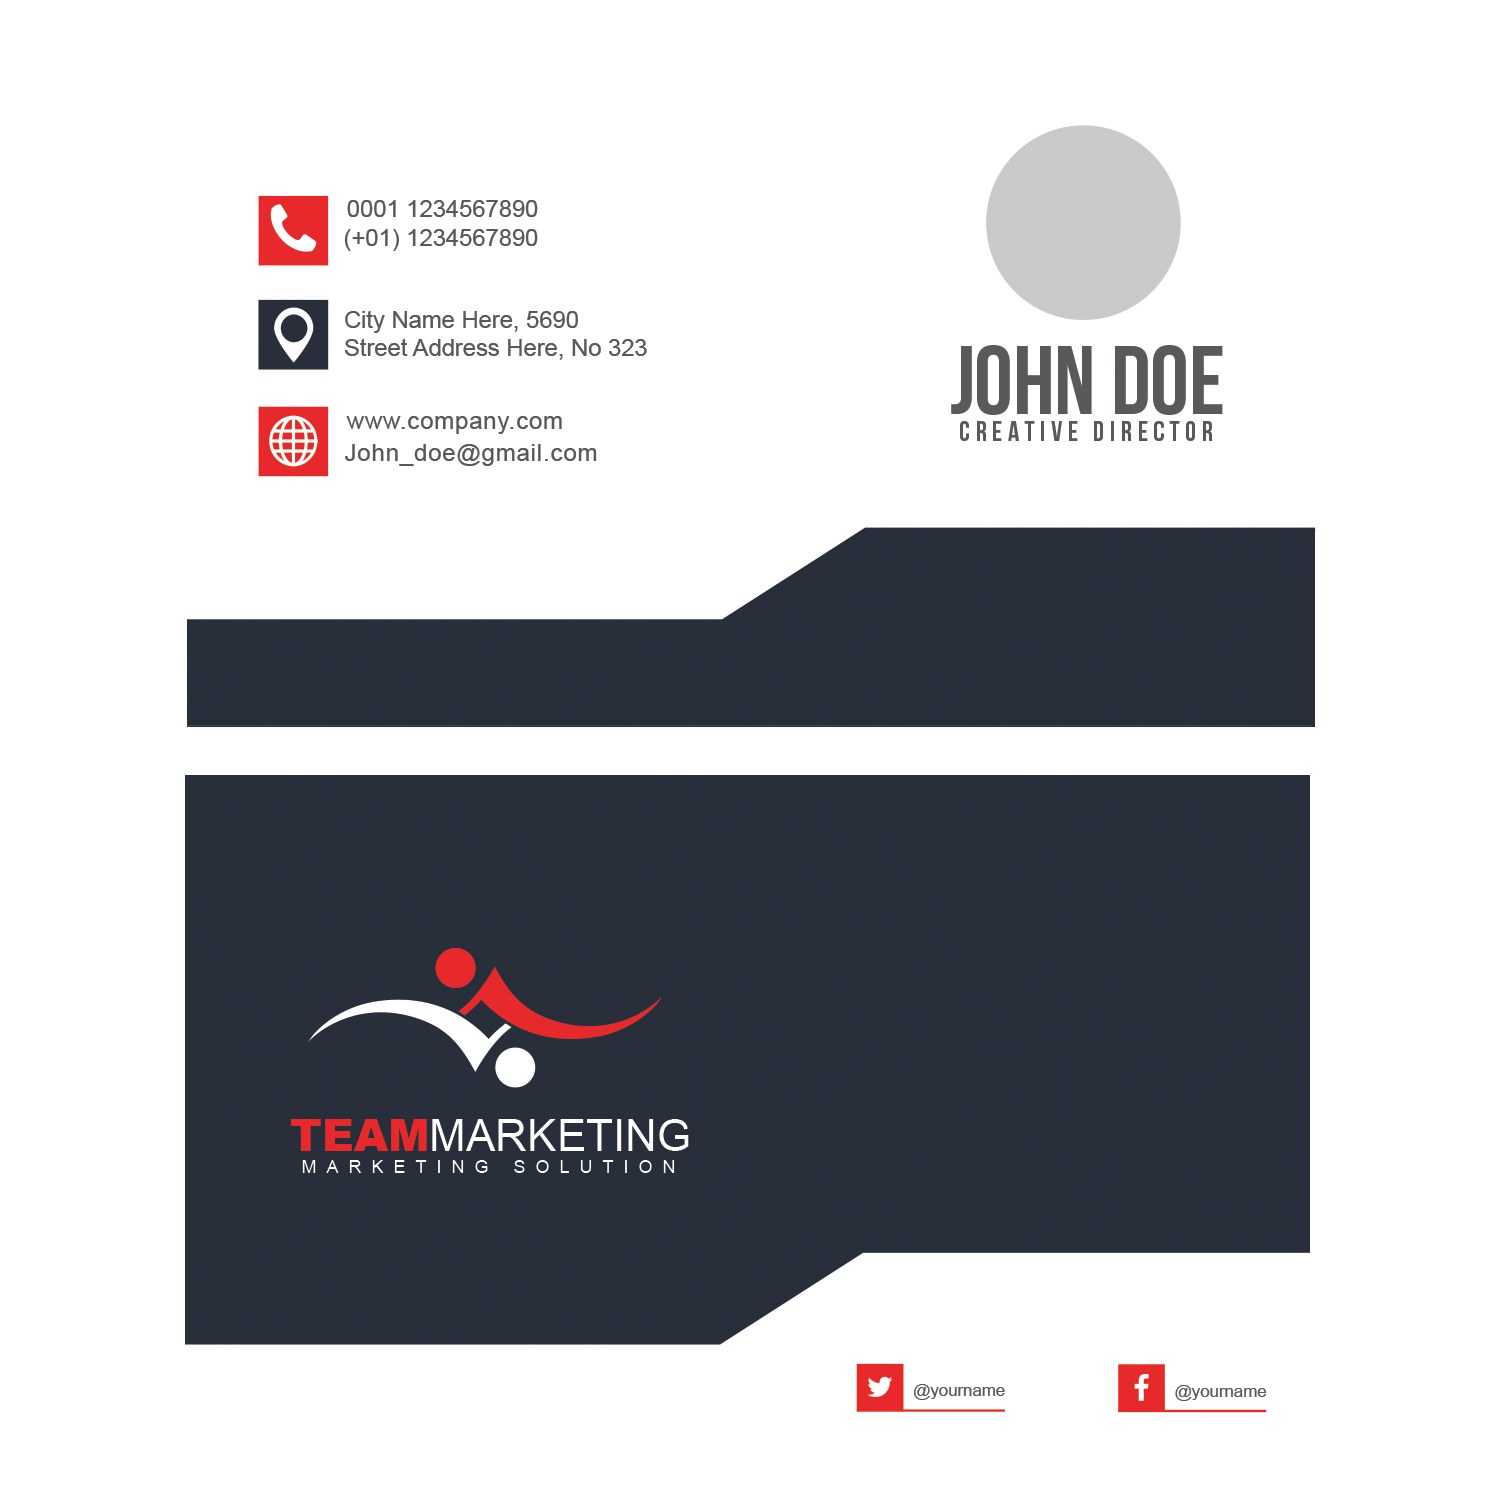 0001 1234567890
(+01) 1234567890
City Name Here, 5690
Street Address Here, No 323
www.company.com
John_doe@gmail.com
JOHN DOE
CREATIVE DIRECTOR
TEAMMARKETING
MARKETING SOLUTION
@yourname
@yourname